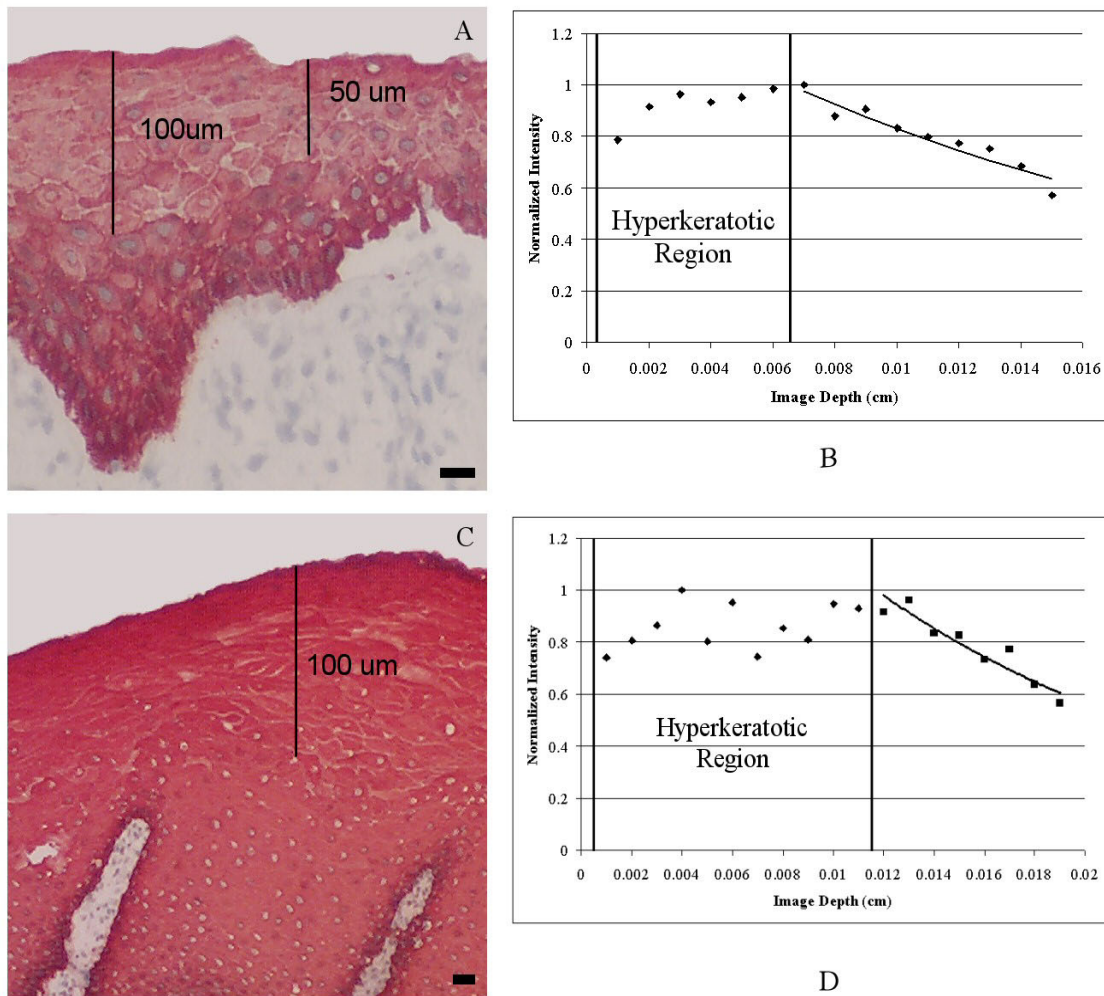 A
100um
50 um
Normalized Intensity
1.2
1
0.8
0.6
0.4
0.2
0
Hyperkeratotic
Region
0 0.002 0.004 0.006 0.008 0.01 0.012 0.014 0.016
Image Depth (cm)
B
C
100 um
Normalized Intensity
1.2
1
0.8
0.6
0.4
0.2
0
Hyperkeratotic
Region
0 0.002 0.004 0.006 0.008 0.01 0.012 0.014 0.016 0.018 0.02
Image Depth (cm)
D